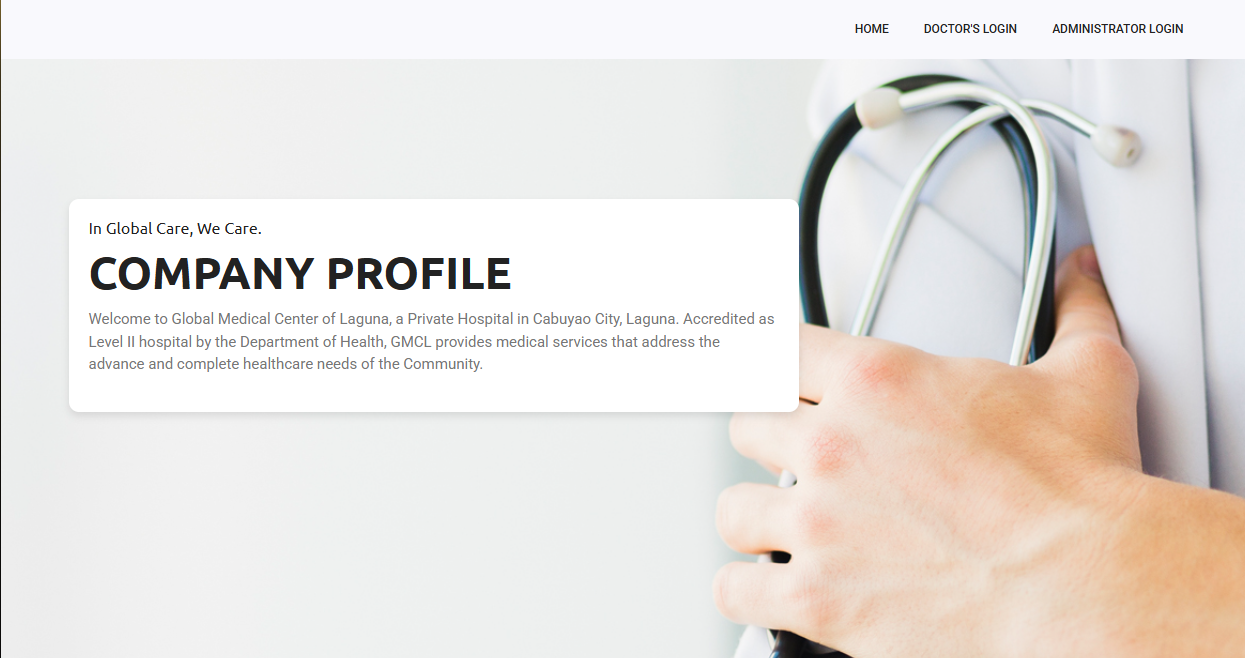 HOME DOCTOR'S LOGIN ADMINISTRATOR LOGIN
In Global Care, We Care.
COMPANY PROFILE
Welcome to Global Medical Center of Laguna, a Private Hospital in Cabuyao City, Laguna. Accredited as
Level II hospital by the Department of Health, GMCL provides medical services that address the
advance and complete healthcare needs of the Community.